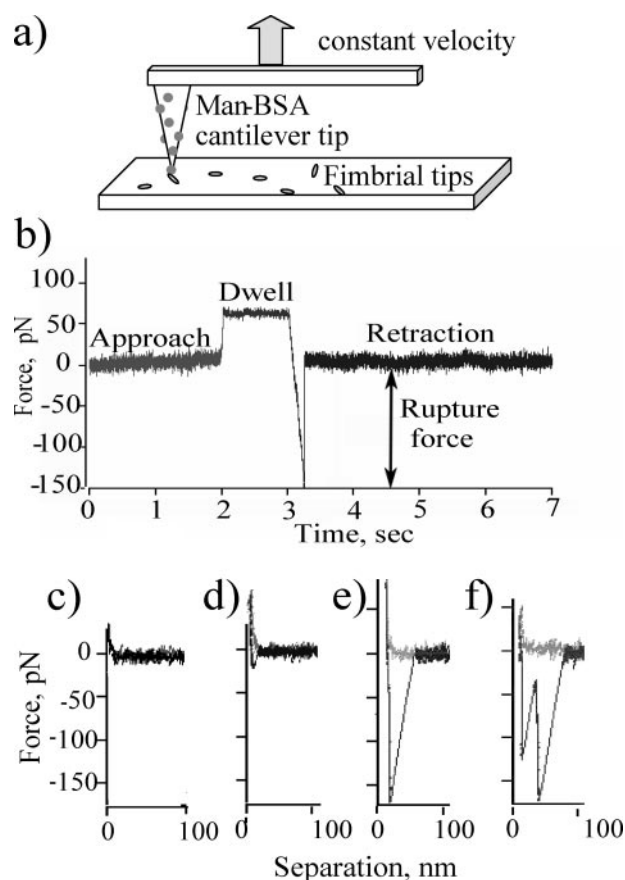 a)
constant velocity
Man-BSA
cantilever tip
Fimbrial tips
b)
100
50
0
-50
-100
-150
Force, pN
Approach
Dwell
Retraction
Rupture
force
0 1 2 3 4 5 6 7
Time, sec
c) d) e) f)
0
-50
-100
-150
Force, pN
0 100 0 100 0 100 0 100
Separation, nm